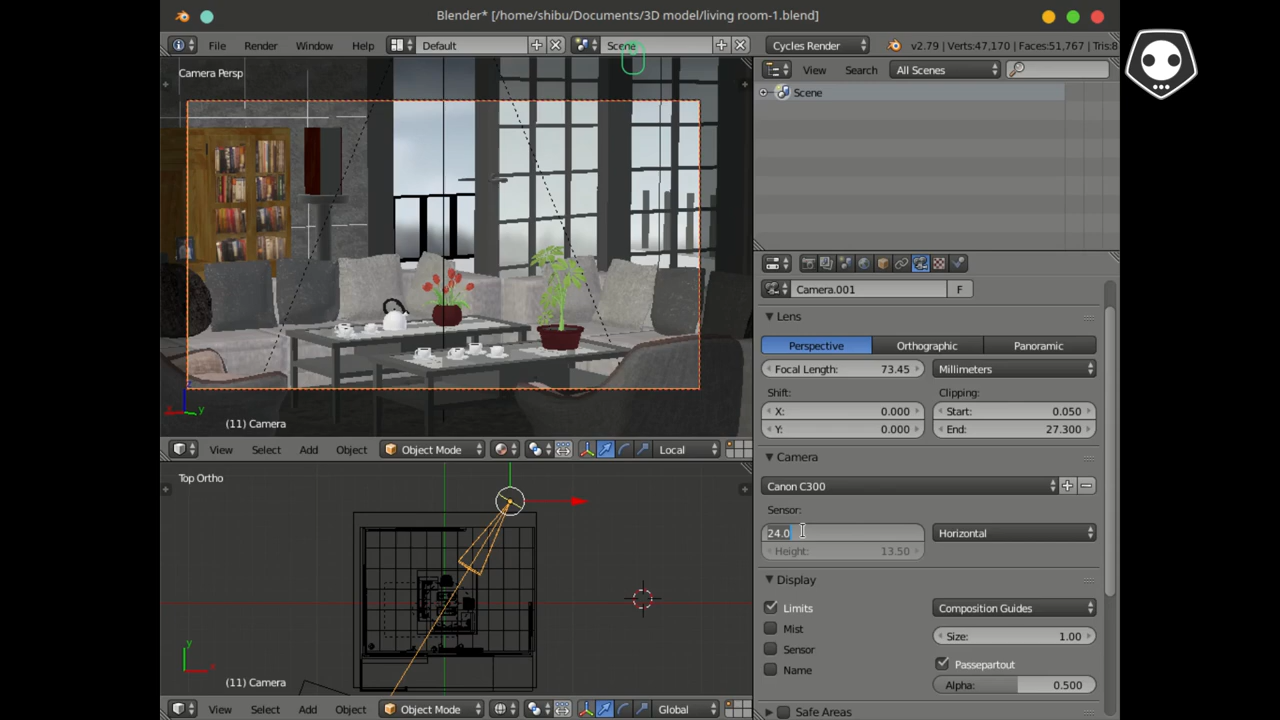 Blender* [/home/shibu/Documents/3D model/living room-1.blend]
File Render Window Help Default Scene Cycles Render v2.79 | Verts:47,170 | Faces:51,767 | Tris:8
Camera Persp
View Search All Scenes
Scene
Camera.001 F
Lens
Perspective Orthographic Panoramic
Focal Length: 73.45 Millimeters
Shift: Clipping:
X: 0.000 Start: 0.050
Y: 0.000 End: 27.300
x y
(11) Camera
View Select Add Object Object Mode Local
Camera
Top Ortho
Canon C300
Sensor:
24.0 Horizontal
Height: 13.50
Display
Limits Composition Guides
Mist
Size: 1.00
Sensor
Passepartout
Name
Alpha: 0.500
y
x
(11) Camera
View Select Add Object Object Mode Global
Safe Areas